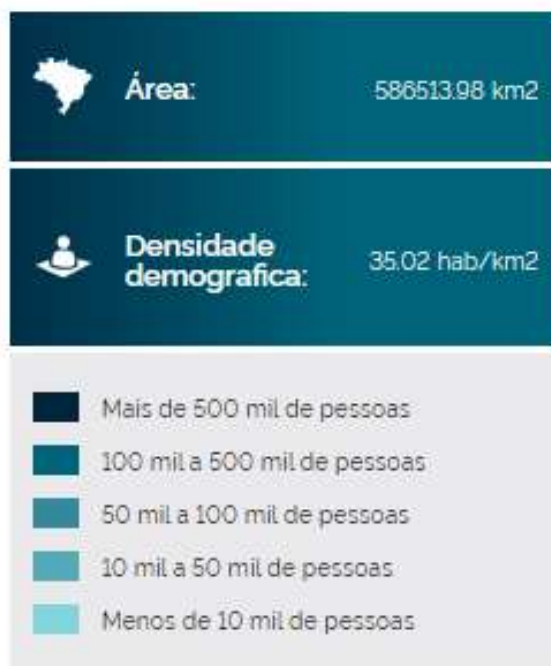 Área:
586513.98 km2
Densidade
demografica:
35.02 hab/km2
Mais de 500 mil de pessoas
100 mil a 500 mil de pessoas
50 mil a 100 mil de pessoas
10 mil a 50 mil de pessoas
Menos de 10 mil de pessoas